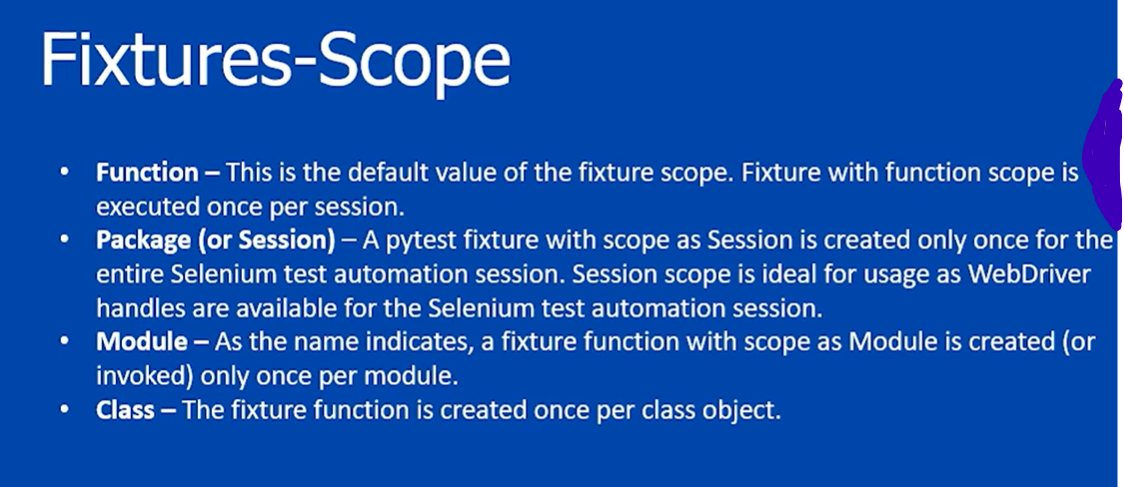 Fixtures-Scope
• Function – This is the default value of the fixture scope. Fixture with function scope is
executed once per session.
• Package (or Session) – A pytest fixture with scope as Session is created only once for the
entire Selenium test automation session. Session scope is ideal for usage as WebDriver
handles are available for the Selenium test automation session.
• Module – As the name indicates, a fixture function with scope as Module is created (or
invoked) only once per module.
• Class – The fixture function is created once per class object.